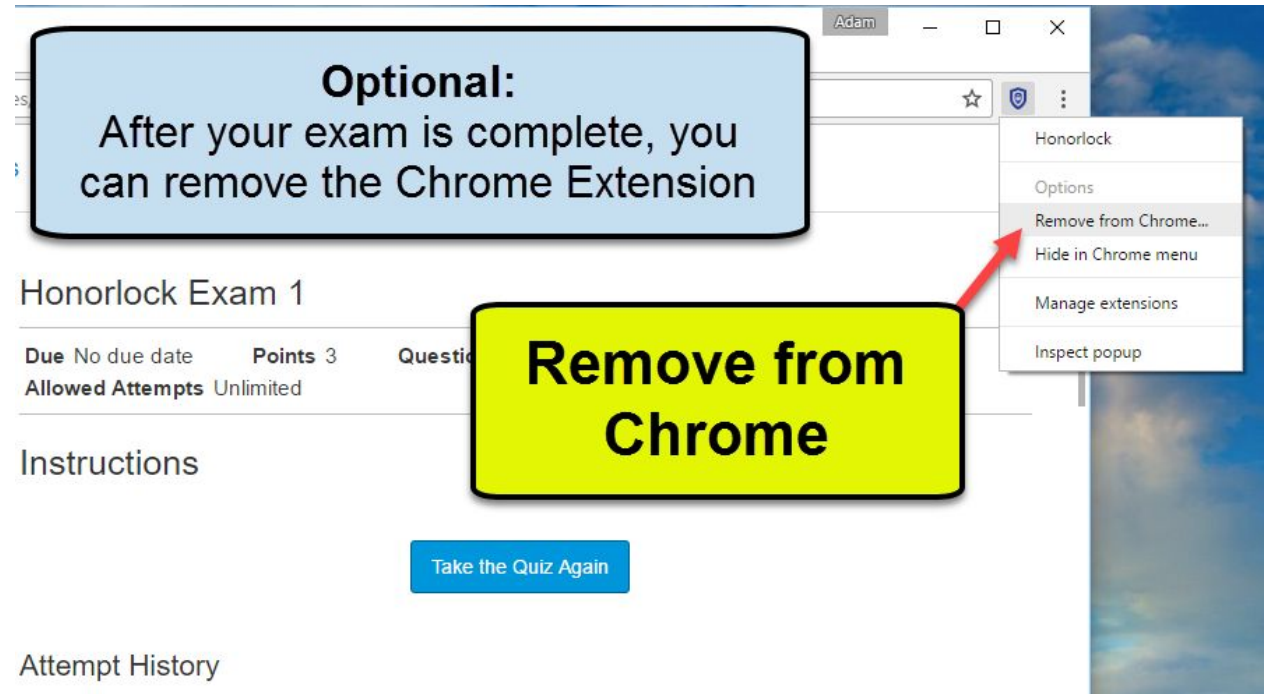 Adam
Optional:
After your exam is complete, you
can remove the Chrome Extension
Honorlock
Options
Remove from Chrome...
Hide in Chrome menu
Manage extensions
Inspect popup
Honorlock Exam 1
Due No due date Points 3
Allowed Attempts Unlimited
Remove from
Chrome
Instructions
Take the Quiz Again
Attempt History